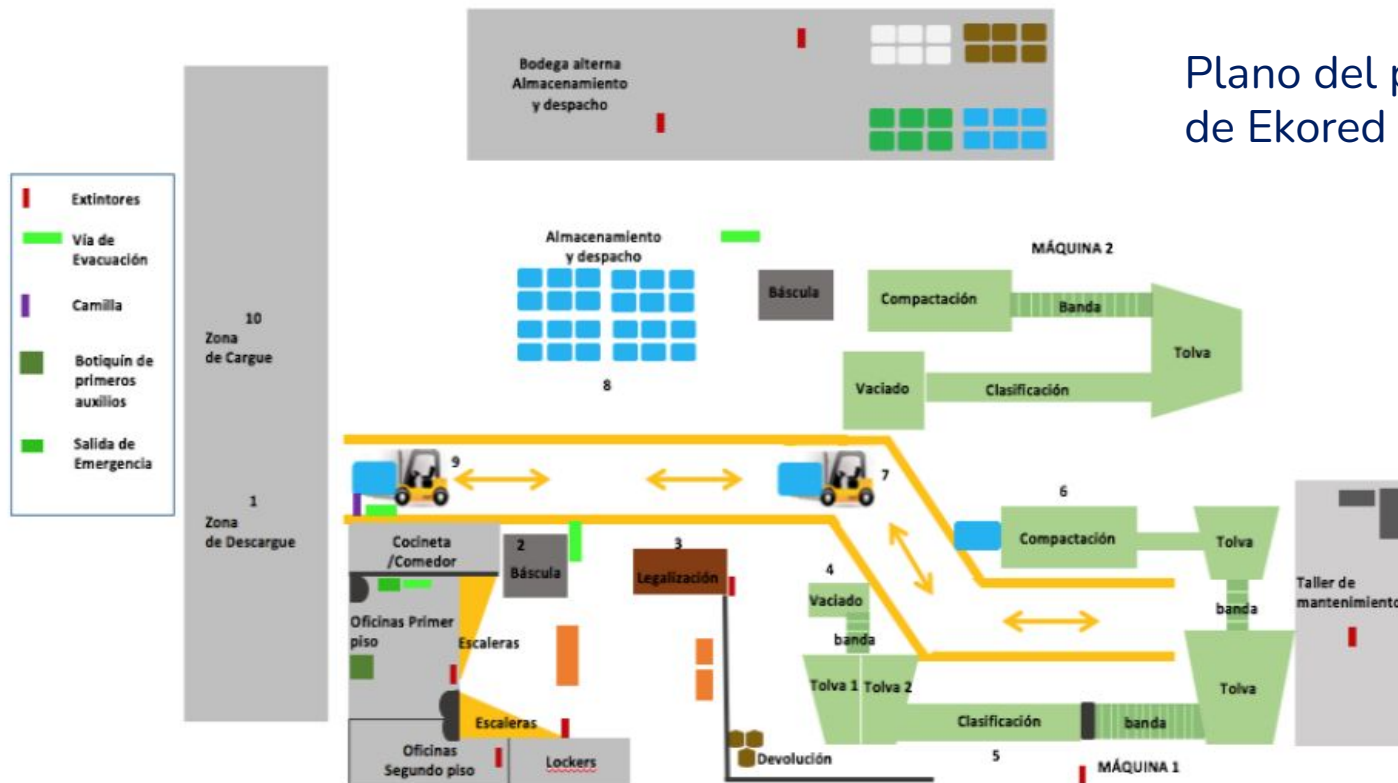 Plano del p
de Ekored
Bodega alterna
Almacenamiento
y despacho
Extintores
Vía de
Evacuación
Camilla
Botiquín de
primeros
auxilios
Salida de
Emergencia
10
Zona
de Cargue
1
Zona
de Descargue
Almacenamiento
y despacho
8
Báscula
MÁQUINA 2
Compactación
Banda
Tolva
Vaciado
Clasificación
9
7
Cocineta
/Comedor
2
Báscula
3
Legalización
4
Vaciado
banda
Tolva 1
Tolva 2
6
Compactación
Tolva
banda
Tolva
Taller de
mantenimiento
Oficinas Primer
piso
Escaleras
Escaleras
Oficinas
Segundo piso
Lockers
Devolución
Clasificación
banda
5
MÁQUINA 1